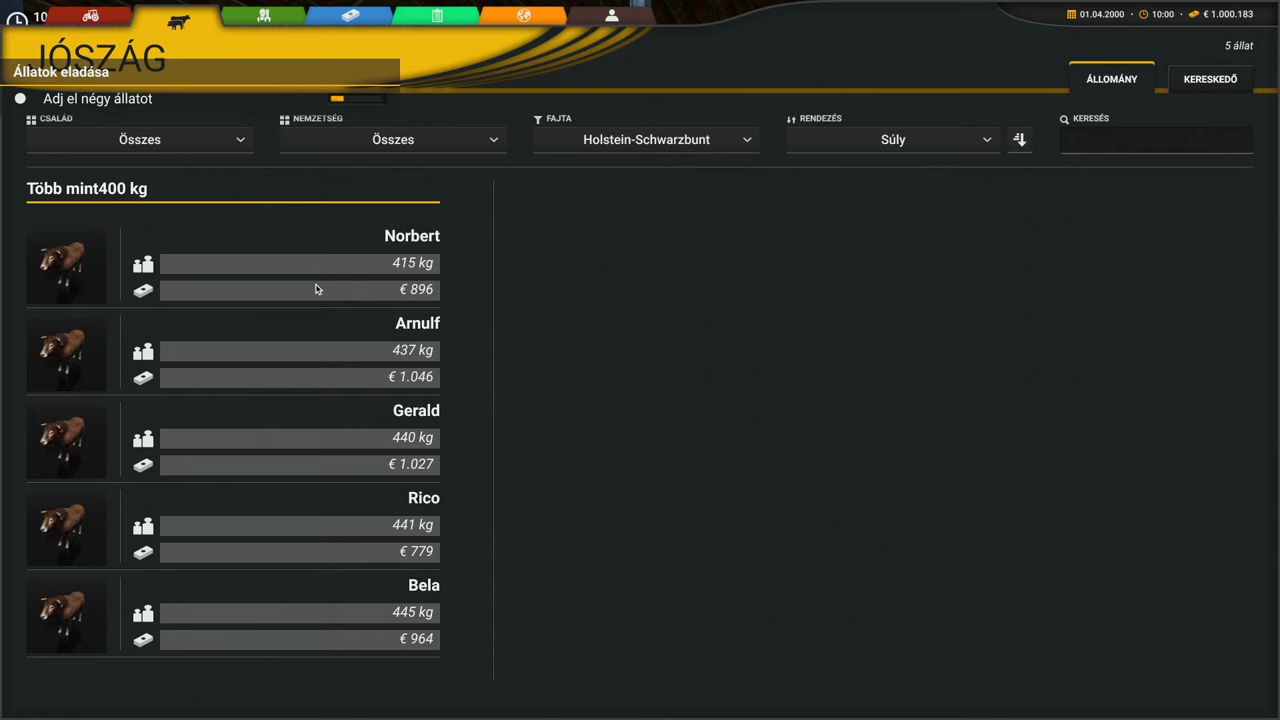 10
01.04.2000 · 10:00 · € 1.030.183
JÓSZÁG
5 állat
Állatok eladása
ÁLLOMÁNY
KERESKEDŐ
Adj el négy állatot
CSALÁD
NEMZETSÉG
FAJTA
RENDEZÉS
KERESÉS
Összes
Összes
Holstein-Schwarzbunt
Súly
Több mint400 kg
Norbert
415 kg
€ 896
Arnulf
437 kg
€ 1.046
Gerald
440 kg
€ 1.027
Rico
441 kg
€ 779
Bela
445 kg
€ 964